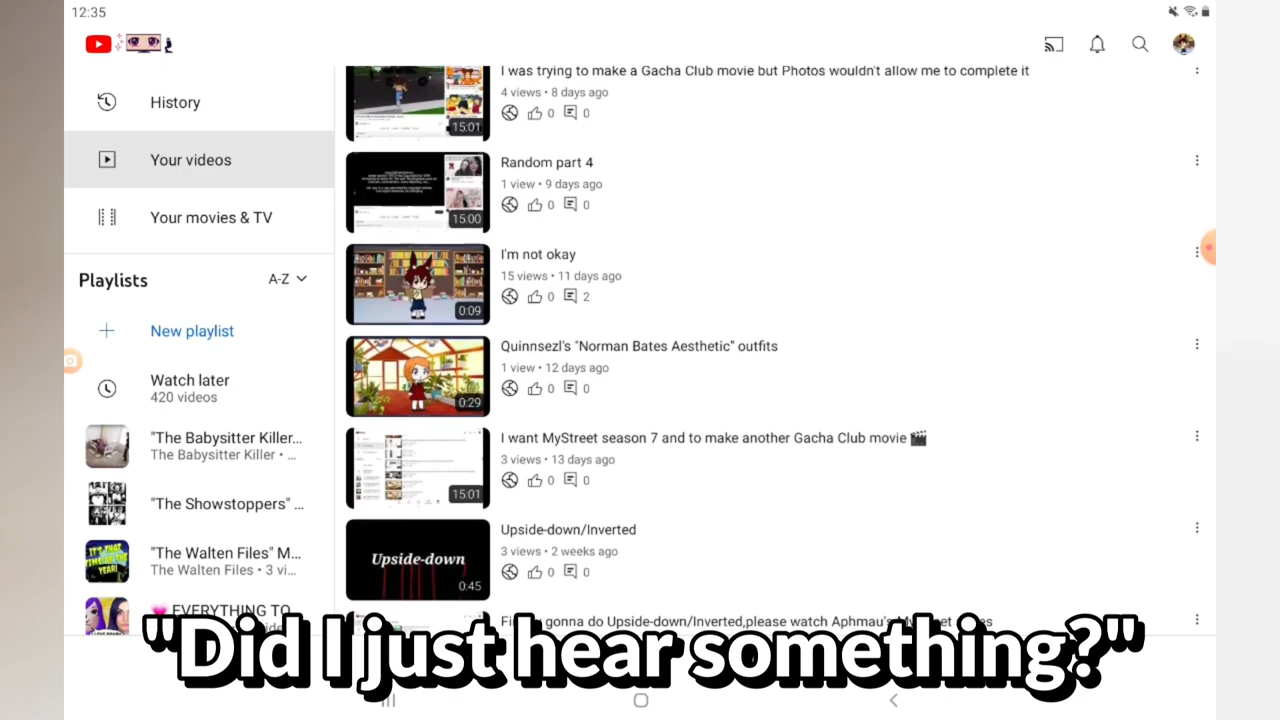 12:35
History
Your videos
Your movies & TV
Playlists
A-Z
New playlist
Watch later
420 videos
"The Babysitter Killer...
The Babysitter Killer • ...
"The Showstoppers" ...
"The Walten Files" M...
The Walten Files • 3 vi...
EVERYTHING TO
I was trying to make a Gacha Club movie but Photos wouldn't allow me to complete it
4 views • 8 days ago
0 0
15:01
Random part 4
1 view • 9 days ago
0 0
15:00
I'm not okay
15 views • 11 days ago
0 2
0:09
Quinnsezl's "Norman Bates Aesthetic" outfits
1 view • 12 days ago
0 0
0:29
I want MyStreet season 7 and to make another Gacha Club movie 🎬
3 views • 13 days ago
0 0
15:01
Upside-down/Inverted
3 views • 2 weeks ago
0 0
Upside-down
0:45
gonna do Upside-down/Inverted,please watch Aphmau's
IT'S THAT
TIME OF THE
YEAR!
"Did I just hear something?"